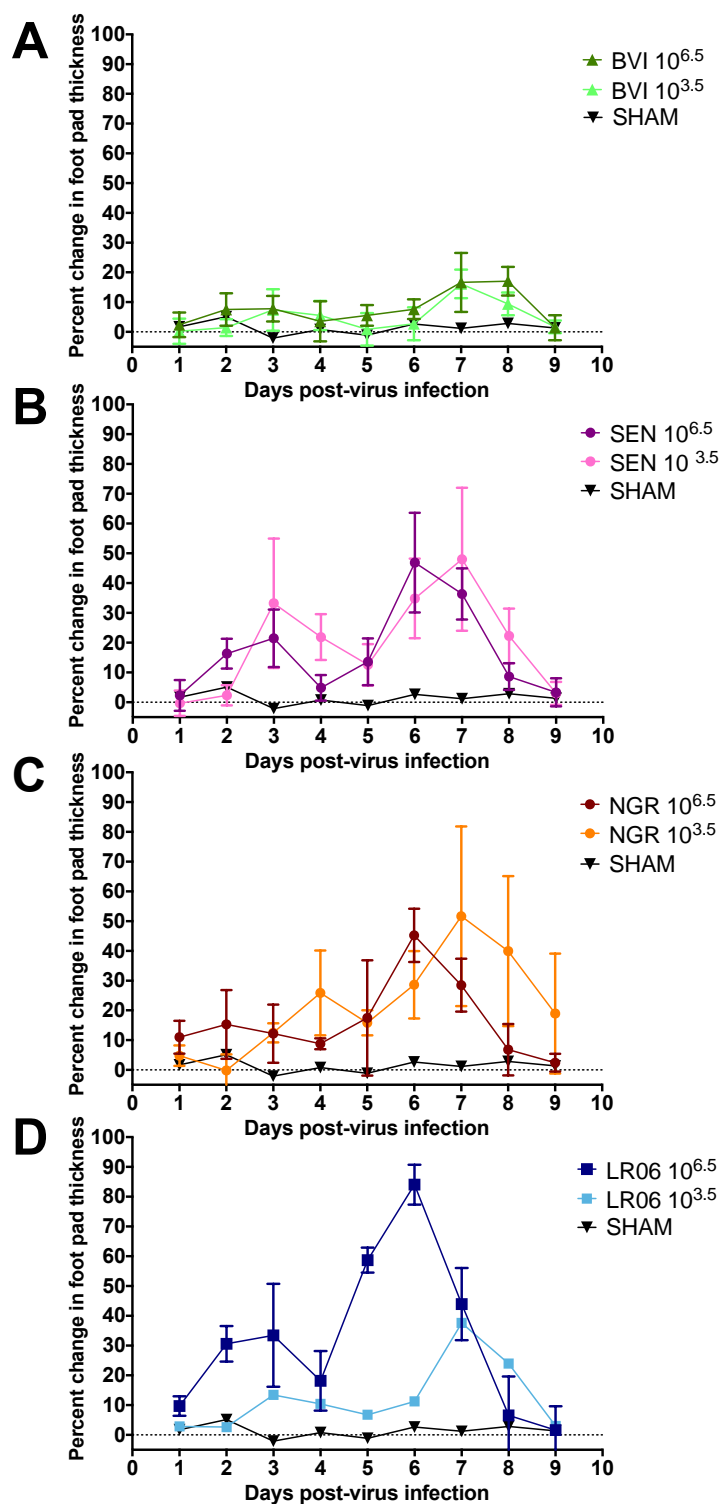 A
Percent change in foot pad thickness
100
90
80
70
60
50
40
30
20
10
0
0 1 2 3 4 5 6 7 8 9 10
Days post-virus infection
BVI 10^6.5
BVI 10^3.5
SHAM
B
Percent change in foot pad thickness
100
90
80
70
60
50
40
30
20
10
0
0 1 2 3 4 5 6 7 8 9 10
Days post-virus infection
SEN 10^6.5
SEN 10 ^3.5
SHAM
C
Percent change in foot pad thickness
100
90
80
70
60
50
40
30
20
10
0
0 1 2 3 4 5 6 7 8 9 10
Days post-virus infection
NGR 10^6.5
NGR 10^3.5
SHAM
D
Percent change in foot pad thickness
100
90
80
70
60
50
40
30
20
10
0
0 1 2 3 4 5 6 7 8 9 10
Days post-virus infection
LR06 10^6.5
LR06 10^3.5
SHAM